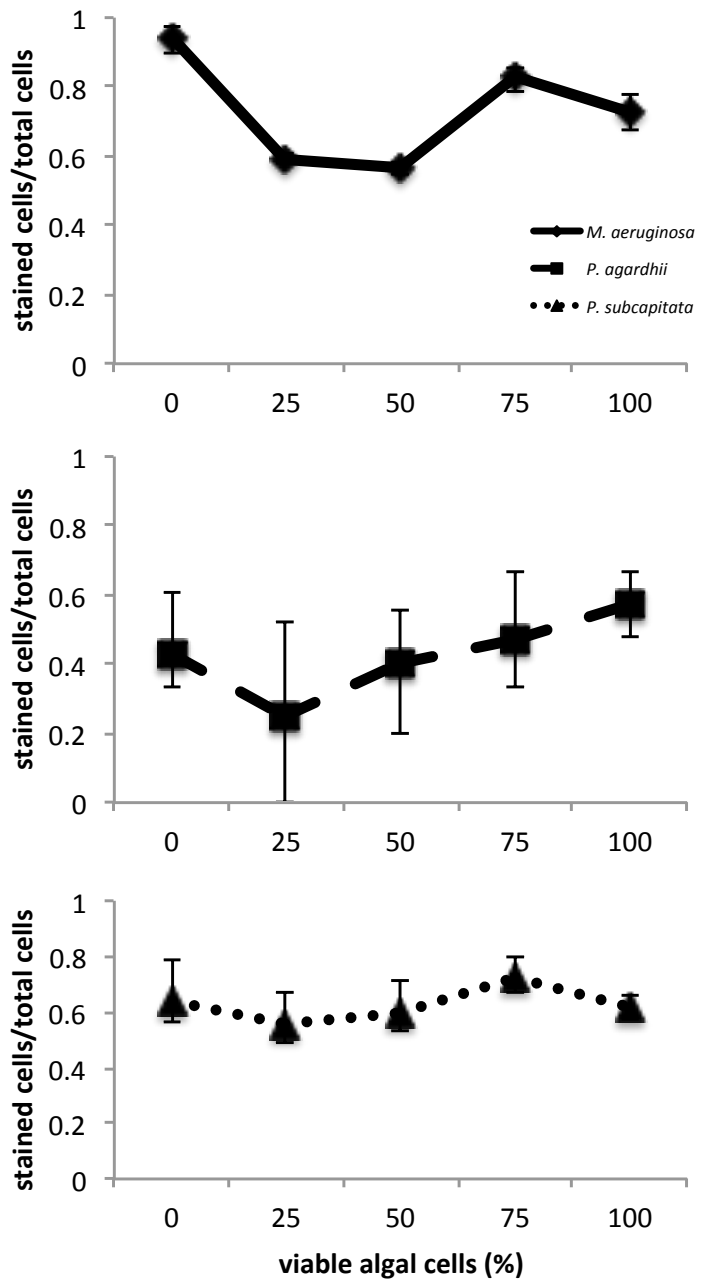 1
0.8
0.6
0.4
0.2
0
stained cells/total cells
M. aeruginosa
P. agardhii
P. subcapitata
0 25 50 75 100
1
0.8
0.6
0.4
0.2
0
stained cells/total cells
0 25 50 75 100
1
0.8
0.6
0.4
0.2
0
stained cells/total cells
0 25 50 75 100
viable algal cells (%)